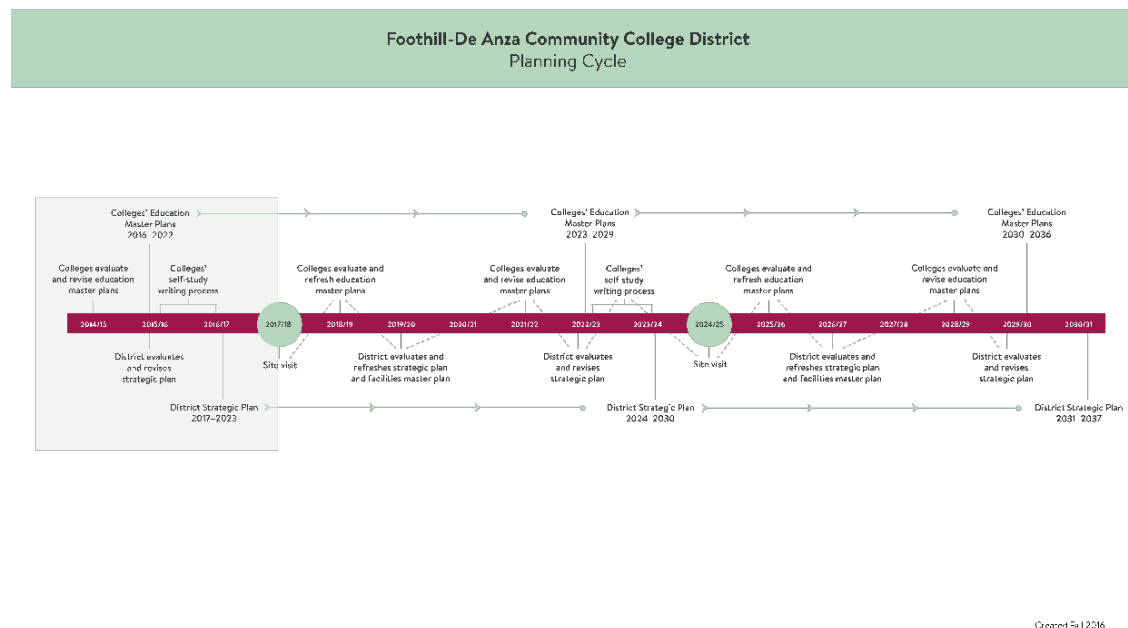 Foothill-De Anza Community College District
Planning Cycle
Colleges' Education
Master Plans
2016–2022
Colleges' Education
Master Plans
2023–2029
Colleges' Education
Master Plans
2030–2036
Colleges evaluate
and revise education
master plans
Colleges'
self-study
writing process
Colleges evaluate and
refresh education
master plans
Colleges evaluate
and revise education
master plans
Colleges'
self study
writing process
Colleges evaluate and
refresh education
master plans
Colleges evaluate and
revise education
master plans
2014/15
2015/16
2016/17
2017/18
2018/19
2019/20
2020/21
2021/22
2022/23
2023/24
2024/25
2025/26
2026/27
2027/28
2028/29
2029/30
2030/31
District evaluates
and revises
strategic plan
Site visit
District evaluates and
refreshes strategic plan
and facilities master plan
District evaluates
and revises
strategic plan
Site visit
District evaluates and
refreshes strategic plan
and facilities master plan
District evaluates
and revises
strategic plan
District Strategic Plan
2017–2023
District Strategic Plan
2024–2030
District Strategic Plan
2031–2037
Created Fall 2016